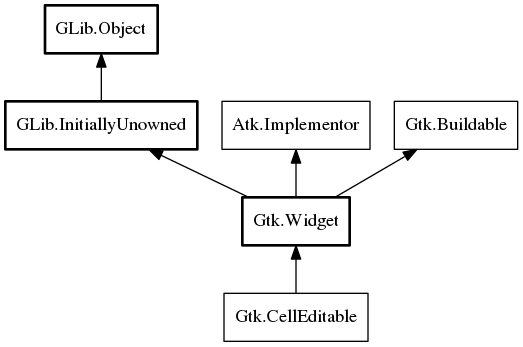 GLib.Object
GLib.InitiallyUnowned
Atk.Implementor
Gtk.Buildable
Gtk.Widget
Gtk.CellEditable